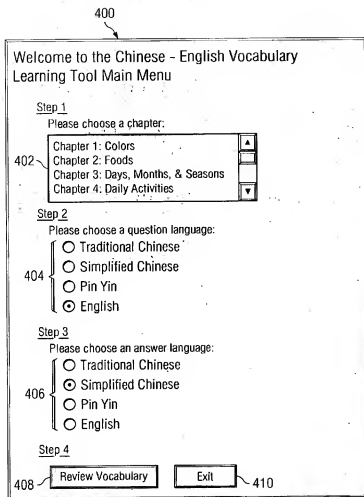 400
Welcome to the Chinese - English Vocabulary
Learning Tool Main Menu
Step 1
Please choose a chapter:
402
Chapter 1: Colors
Chapter 2: Foods
Chapter 3: Days, Months, & Seasons
Chapter 4: Daily Activities
Step 2
Please choose a question language:
404
Traditional Chinese
Simplified Chinese
Pin Yin
English
Step 3
Please choose an answer language:
406
Traditional Chinese
Simplified Chinese
Pin Yin
English
Step 4
408 Review Vocabulary Exit 410